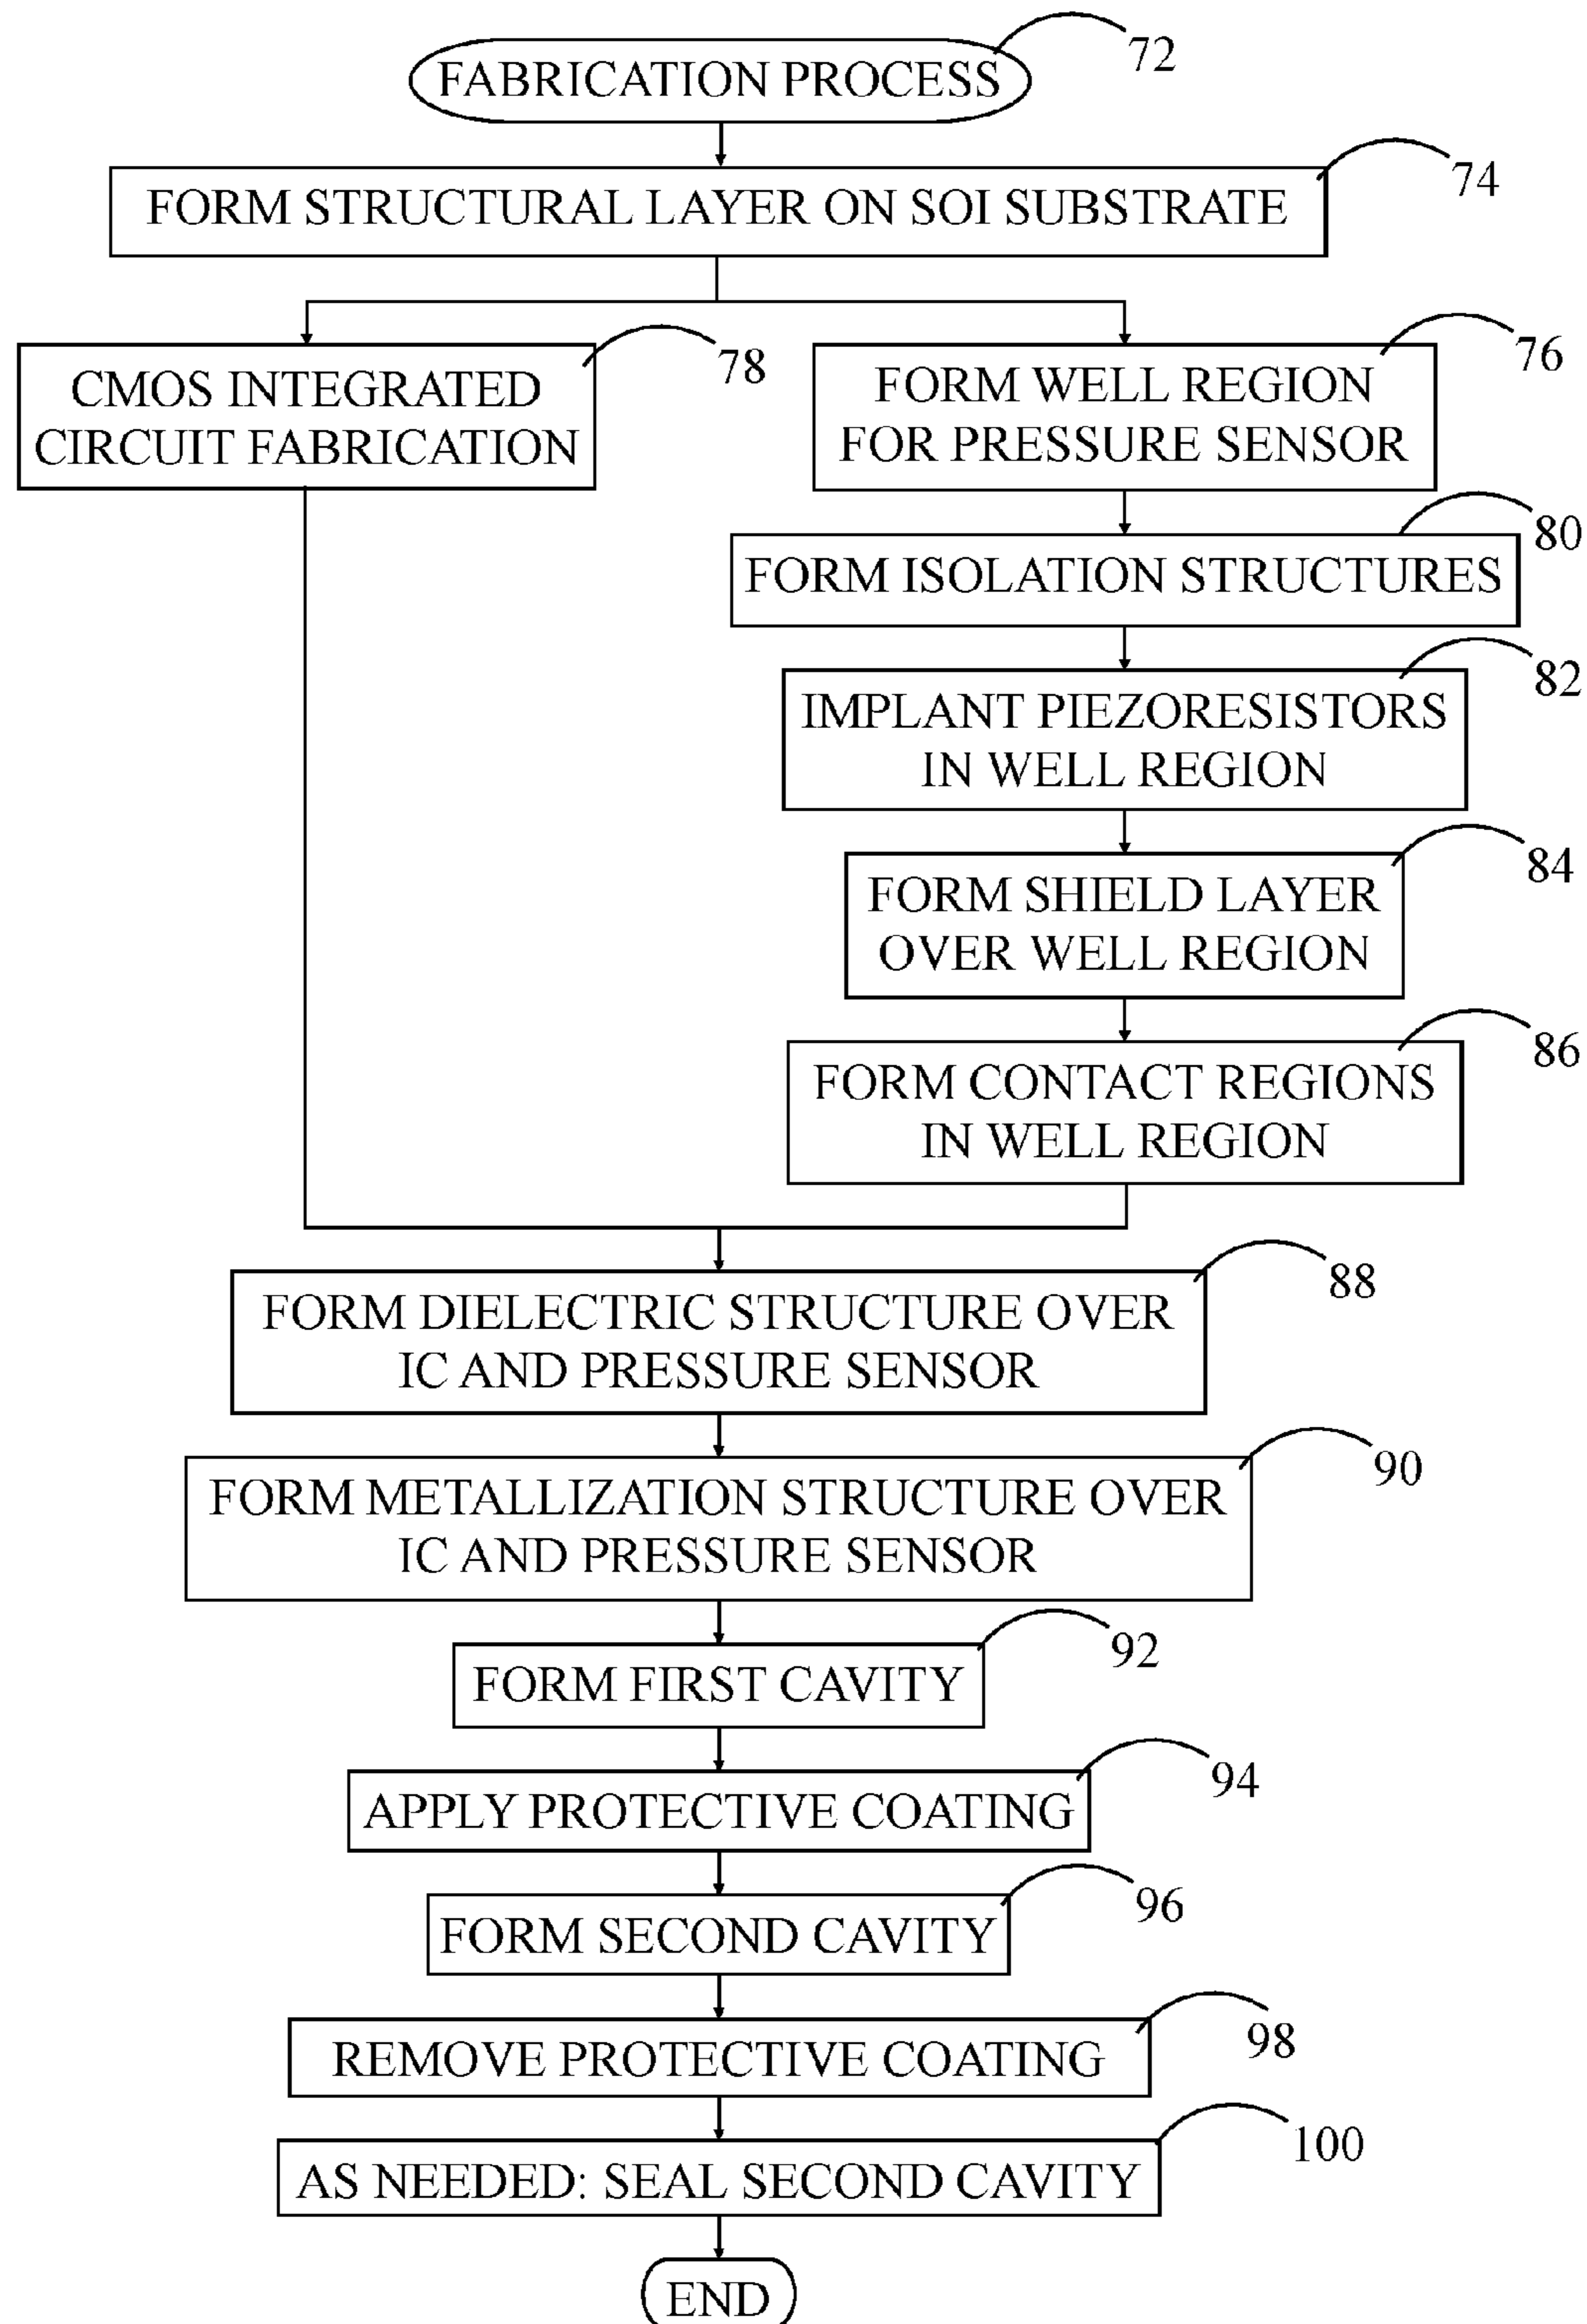 FABRICATION PROCESS
72
FORM STRUCTURAL LAYER ON SOI SUBSTRATE
74
CMOS INTEGRATED
CIRCUIT FABRICATION
78
FORM WELL REGION
FOR PRESSURE SENSOR
76
FORM ISOLATION STRUCTURES
80
IMPLANT PIEZORESISTORS
IN WELL REGION
82
FORM SHIELD LAYER
OVER WELL REGION
84
FORM CONTACT REGIONS
IN WELL REGION
86
FORM DIELECTRIC STRUCTURE OVER
IC AND PRESSURE SENSOR
88
FORM METALLIZATION STRUCTURE OVER
IC AND PRESSURE SENSOR
90
FORM FIRST CAVITY
92
APPLY PROTECTIVE COATING
94
FORM SECOND CAVITY
96
REMOVE PROTECTIVE COATING
98
AS NEEDED: SEAL SECOND CAVITY
100
END